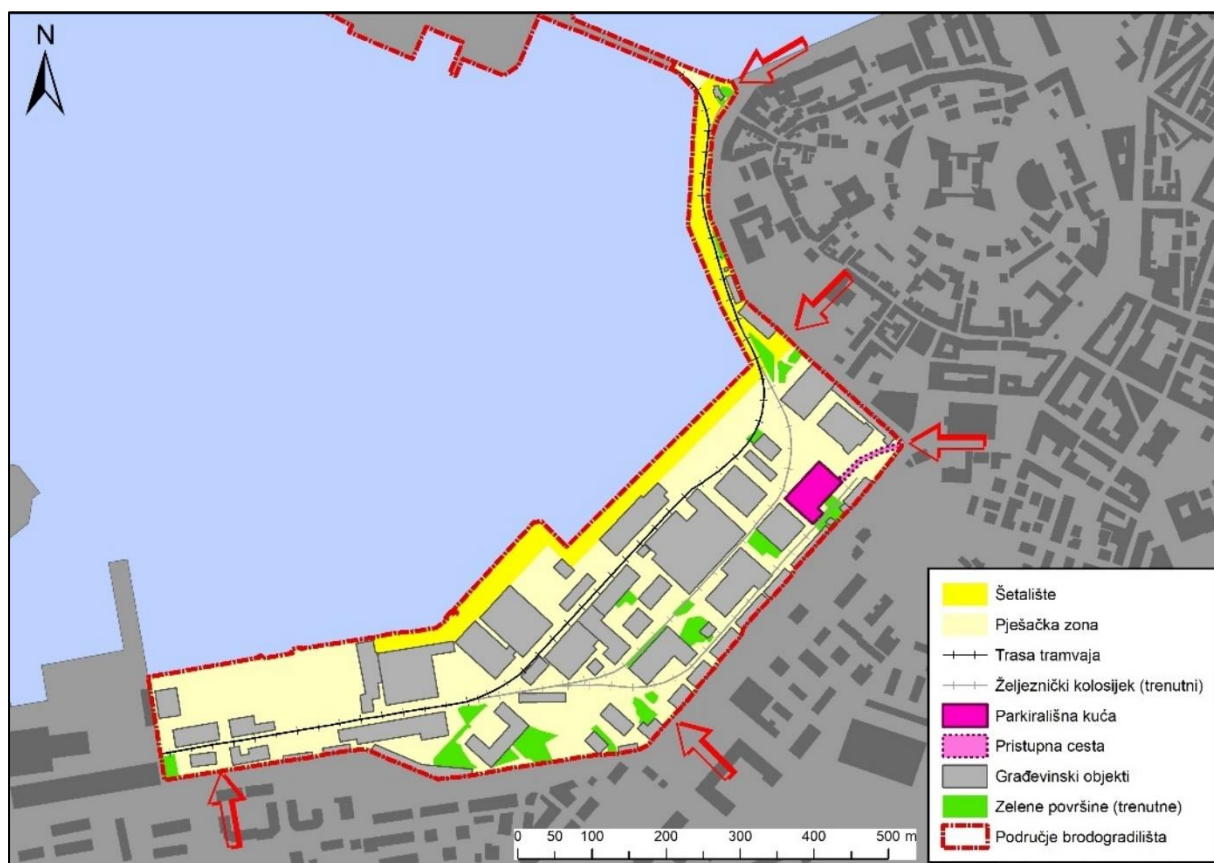 N
Šetalište
Pješačka zona
Trasa tramvaja
Željeznički kolosijek (trenutni)
Parkirališna kuća
Pristupna cesta
Građevinski objekti
Zelene površine (trenutne)
Područje brodogradilišta
0 50 100 200 300 400 500 m